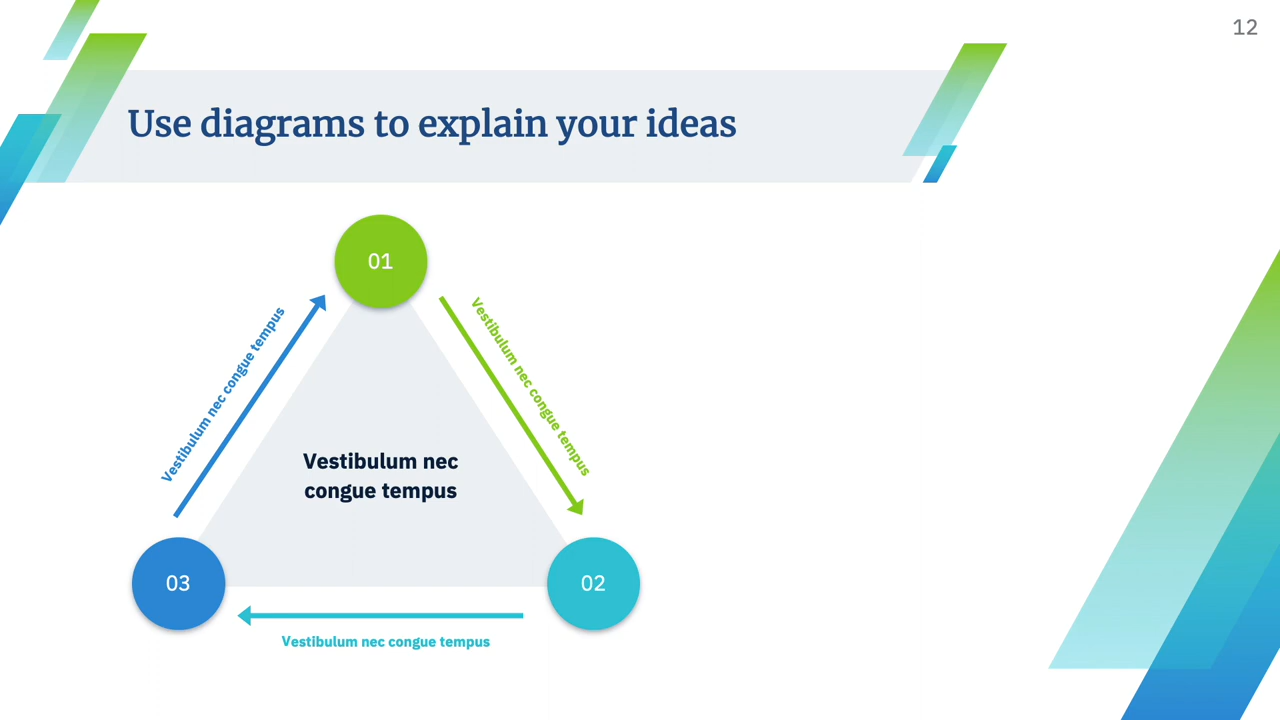 12
Use diagrams to explain your ideas
01
Vestibulum nec congue tempus
Vestibulum nec congue tempus
Vestibulum nec
congue tempus
03
02
Vestibulum nec congue tempus